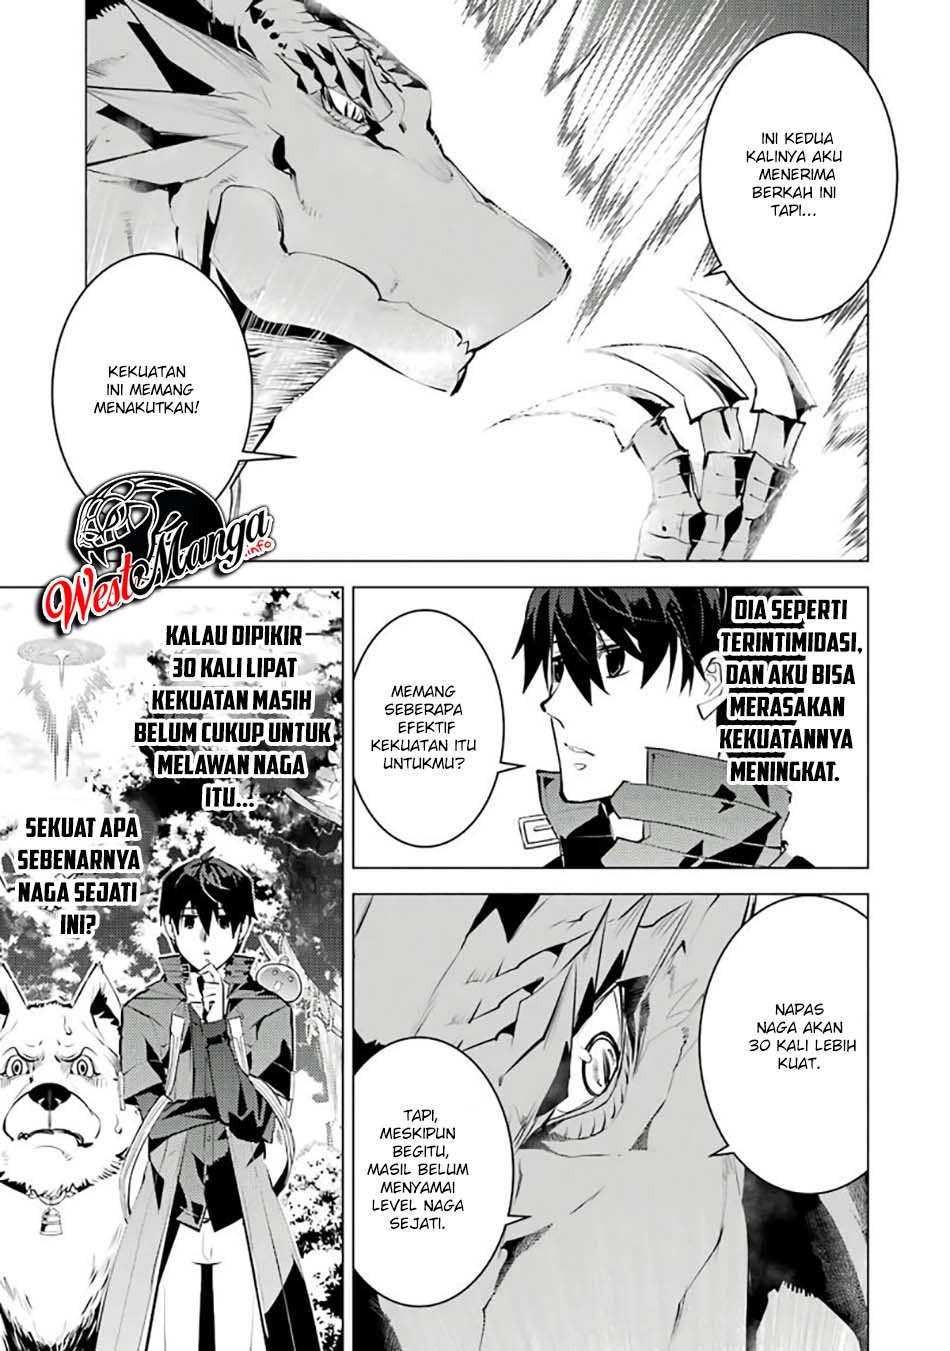 INI KEDUA
KALINYA AKU
MENERIMA
BERKAH INI
TAPI...
KEKUATAN
INI MEMANG
MENAKUTKAN!
WestManga
.info
DIA SEPERTI
TERINTIMIDASI,
DAN AKU BISA
MERASAKAN
KEKUATANNYA
MENINGKAT.
MEMANG
SEBERAPA
EFEKTIF
KEKUATAN ITU
UNTUKMU?
NAPAS
NAGA AKAN
30 KALI LEBIH
KUAT.
TAPI,
MESKIPUN
BEGITU,
MASIL BELUM
MENYAMAI
LEVEL NAGA
SEJATI.
KALAU DIPIKIR
30 KALI LIPAT
KEKUATAN MASIH
BELUM CUKUP UNTUK
MELAWAN NAGA
ITU...
SEKUAT APA
SEBENARNYA
NAGA SEJATI
INI?